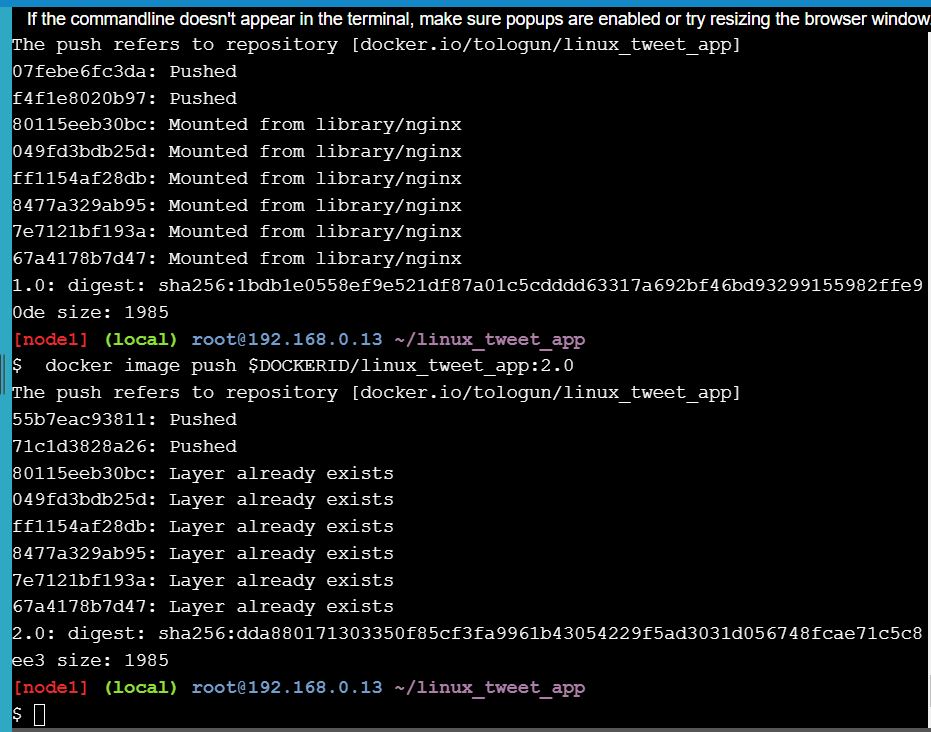 If the commandline doesn't appear in the terminal, make sure popups are enabled or try resizing the browser window.
The push refers to repository [docker.io/tologun/linux_tweet_app]
07febe6fc3da: Pushed
f4f1e8020b97: Pushed
80115eeb30bc: Mounted from library/nginx
049fd3bdb25d: Mounted from library/nginx
ff1154af28db: Mounted from library/nginx
8477a329ab95: Mounted from library/nginx
7e7121bf193a: Mounted from library/nginx
67a4178b7d47: Mounted from library/nginx
1.0: digest: sha256:1bdb1e0558ef9e521df87a01c5cdddd63317a692bf46bd93299155982ffe9
0de size: 1985
[node1] (local) root@192.168.0.13 ~/linux_tweet_app
$  docker image push $DOCKERID/linux_tweet_app:2.0
The push refers to repository [docker.io/tologun/linux_tweet_app]
55b7eac93811: Pushed
71c1d3828a26: Pushed
80115eeb30bc: Layer already exists
049fd3bdb25d: Layer already exists
ff1154af28db: Layer already exists
8477a329ab95: Layer already exists
7e7121bf193a: Layer already exists
67a4178b7d47: Layer already exists
2.0: digest: sha256:dda880171303350f85cf3fa9961b43054229f5ad3031d056748fcae71c5c8
ee3 size: 1985
[node1] (local) root@192.168.0.13 ~/linux_tweet_app
$